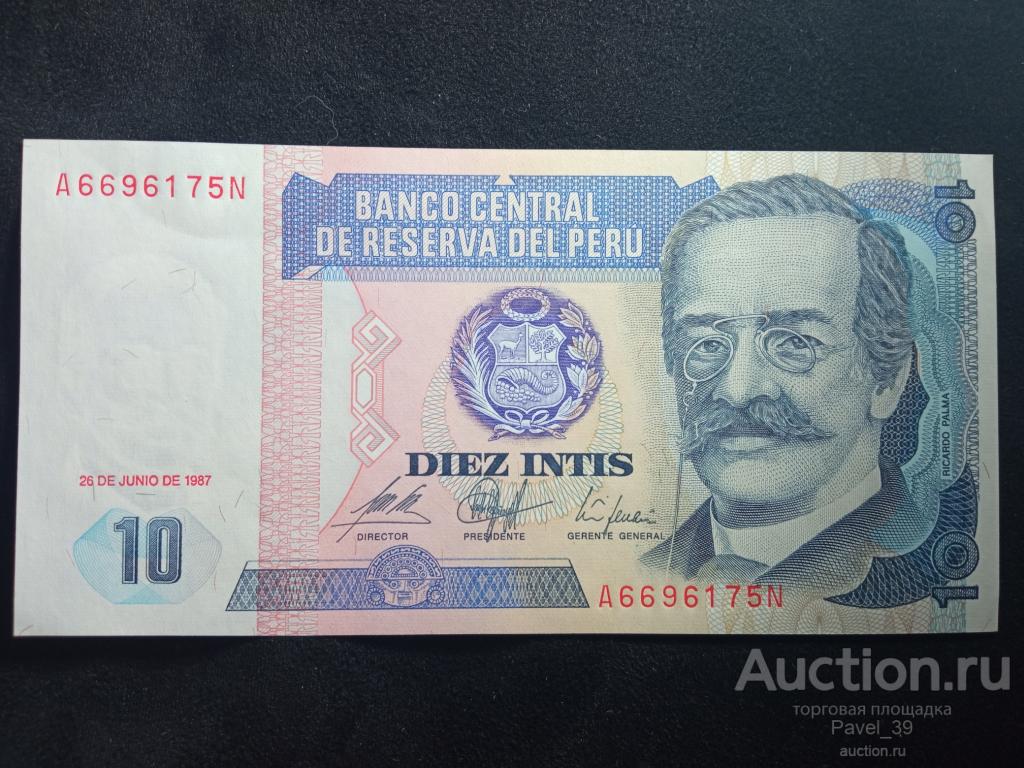 A6696175N
BANCO CENTRAL
DE RESERVA DEL PERU
10
DIEZ INTIS
26 DE JUNIO DE 1987
DIRECTOR
PRESIDENTE
GERENTE GENERAL
RICARDO PALMA
10
10
A6696175N
Auction.ru
торговая площадка
Pavel_39
auction.ru